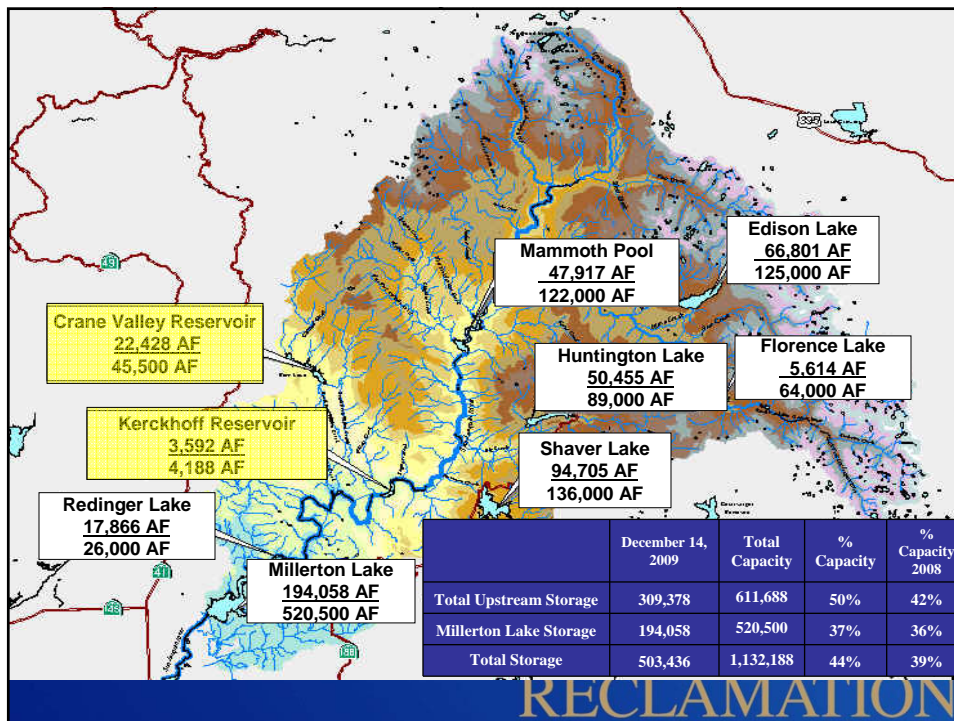 395
49
Mammoth Pool
47,917 AF
122,000 AF
Edison Lake
66,801 AF
125,000 AF
Crane Valley Reservoir
22,428 AF
45,500 AF
Huntington Lake
50,455 AF
89,000 AF
Florence Lake
5,614 AF
64,000 AF
Kerckhoff Reservoir
3,592 AF
4,188 AF
Shaver Lake
94,705 AF
136,000 AF
Redinger Lake
17,866 AF
26,000 AF
41
145
Millerton Lake
194,058 AF
520,500 AF
168
December 14, 2009 Total Capacity % Capacity % Capacity 2008
Total Upstream Storage 309,378 611,688 50% 42%
Millerton Lake Storage 194,058 520,500 37% 36%
Total Storage 503,436 1,132,188 44% 39%
RECLAMATION